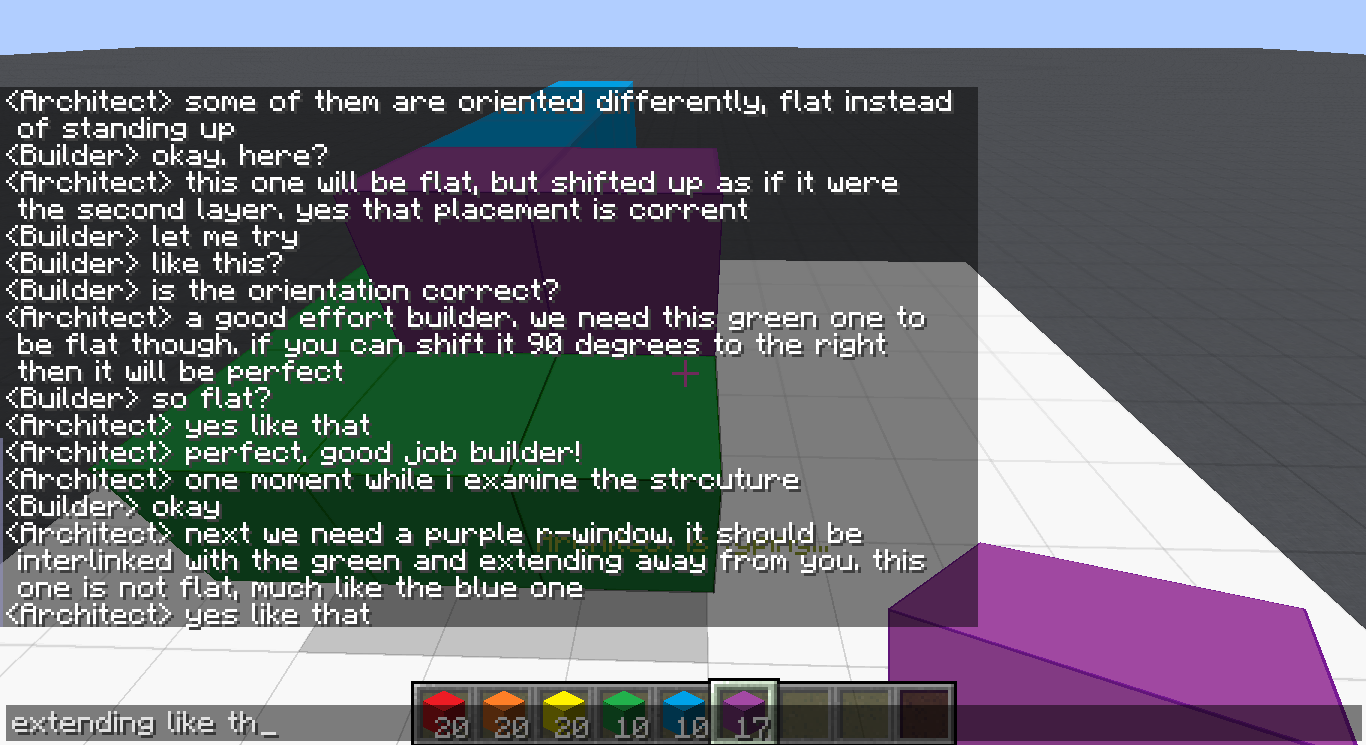 <Architect> some of them are oriented differently, flat instead
of standing up
<Builder> okay. here?
<Architect> this one will be flat, but shifted up as if it were
the second layer. yes that placement is corrent
<Builder> let me try
<Builder> like this?
<Builder> is the orientation correct?
<Architect> a good effort builder. we need this green one to
be flat though. if you can shift it 90 degrees to the right
then it will be perfect
<Builder> so flat?
<Architect> yes like that
<Architect> perfect. good job builder!
<Architect> one moment while i examine the strcuture
<Builder> okay
<Architect> next we need a purple r-window. it should be
Architect is typing...
interlinked with the green and extending away from you. this
one is not flat, much like the blue one
<Architect> yes like that
20 20 20 10 10 17
extending like th_